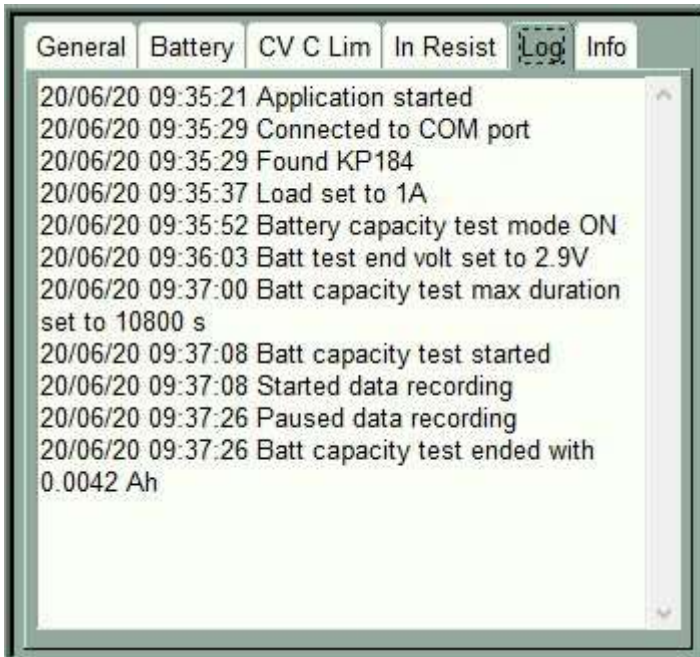 General Battery CV C Lim In Resist Log Info
20/06/20 09:35:21 Application started
20/06/20 09:35:29 Connected to COM port
20/06/20 09:35:29 Found KP184
20/06/20 09:35:37 Load set to 1A
20/06/20 09:35:52 Battery capacity test mode ON
20/06/20 09:36:03 Batt test end volt set to 2.9V
20/06/20 09:37:00 Batt capacity test max duration
set to 10800 s
20/06/20 09:37:08 Batt capacity test started
20/06/20 09:37:08 Started data recording
20/06/20 09:37:26 Paused data recording
20/06/20 09:37:26 Batt capacity test ended with
0.0042 Ah